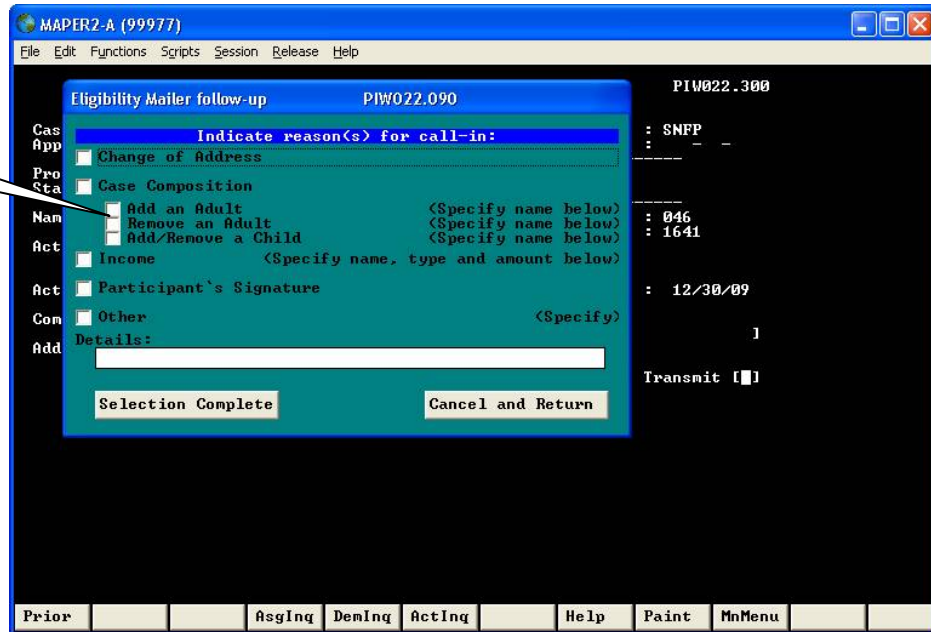 MAPER2-A (99977)
File Edit Functions Scripts Session Release Help
PIW022.300
Eligibility Mailer follow-up PIW022.090
Indicate reason(s) for call-in:
Cas : SNFP
App : - -
Change of Address
Pro
Sta
Case Composition
Add an Adult (Specify name below)
Nam Remove an Adult (Specify name below) : 046
Add/Remove a Child (Specify name below) : 1641
Act
Income (Specify name, type and amount below)
Act Participant's Signature : 12/30/09
Com Other (Specify)
]
Add Details:
Transmit [ ]
Selection Complete Cancel and Return
Prior AsgInq DemInq ActInq Help Paint MnMenu